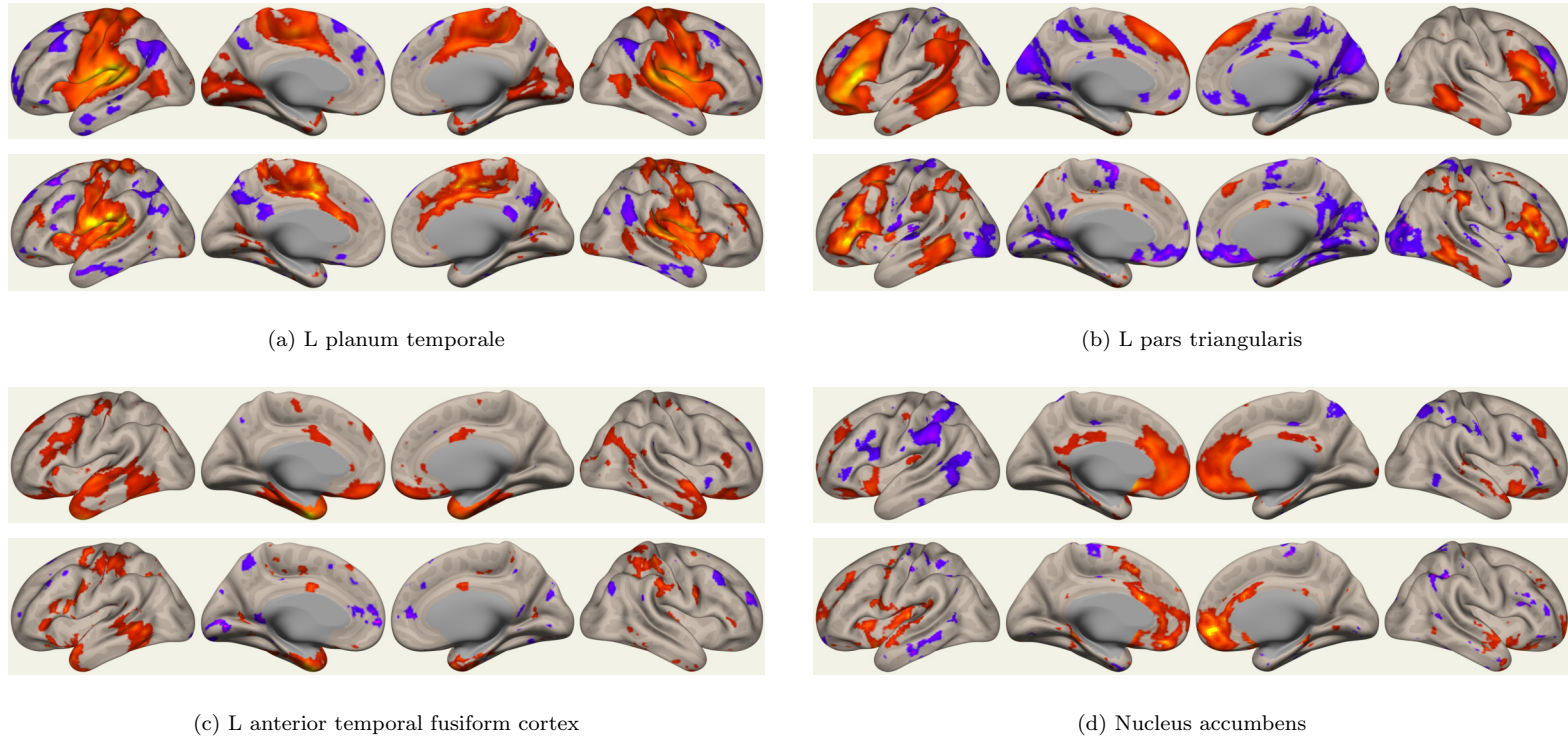 (a) L planum temporale
(b) L pars triangularis
(c) L anterior temporal fusiform cortex
(d) Nucleus accumbens